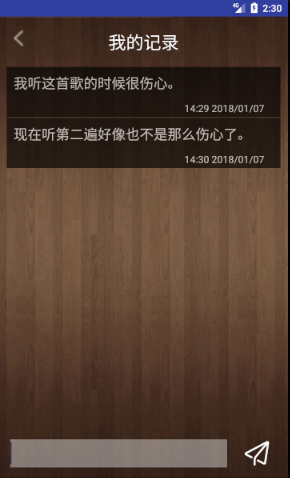 4G 2:30
我的记录
我听这首歌的时候很伤心。
14:29 2018/01/07
现在听第二遍好像也不是那么伤心了。
14:30 2018/01/07